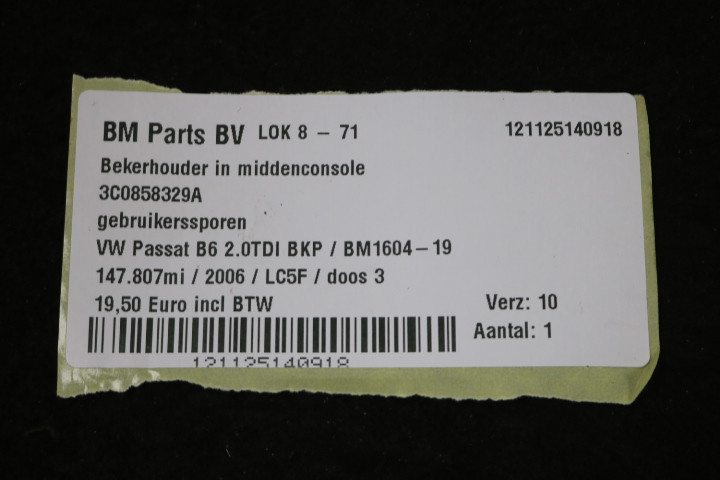 BM Parts BV LOK 8 - 71 121125140918
Bekerhouder in middenconsole
3C0858329A
gebruikerssporen
VW Passat B6 2.0TDI BKP / BM1604-19
147.807mi / 2006 / LC5F / doos 3
19,50 Euro incl BTW Verz: 10
Aantal: 1
121125140918